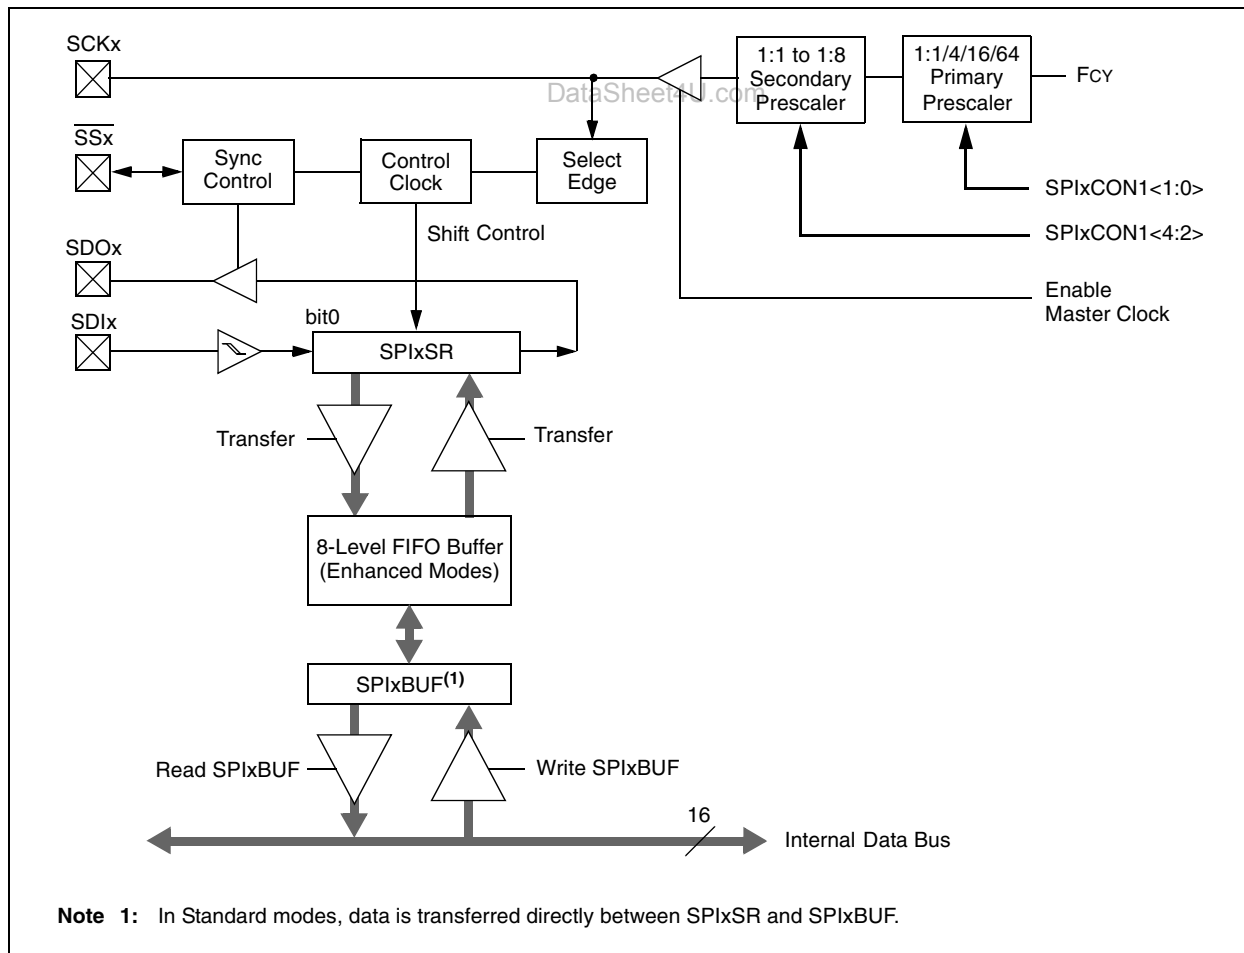 SCKx
1:1 to 1:8
Secondary
Prescaler
1:1/4/16/64
Primary
Prescaler
FCY
DataSheet4U.com
SSx
Sync
Control
Control
Clock
Select
Edge
SPIxCON1<1:0>
SPIxCON1<4:2>
Shift Control
SDOx
Enable
Master Clock
SDIx
bit0
SPIxSR
Transfer
Transfer
8-Level FIFO Buffer
(Enhanced Modes)
SPIxBUF(1)
Read SPIxBUF
Write SPIxBUF
16
Internal Data Bus
Note 1: In Standard modes, data is transferred directly between SPIxSR and SPIxBUF.